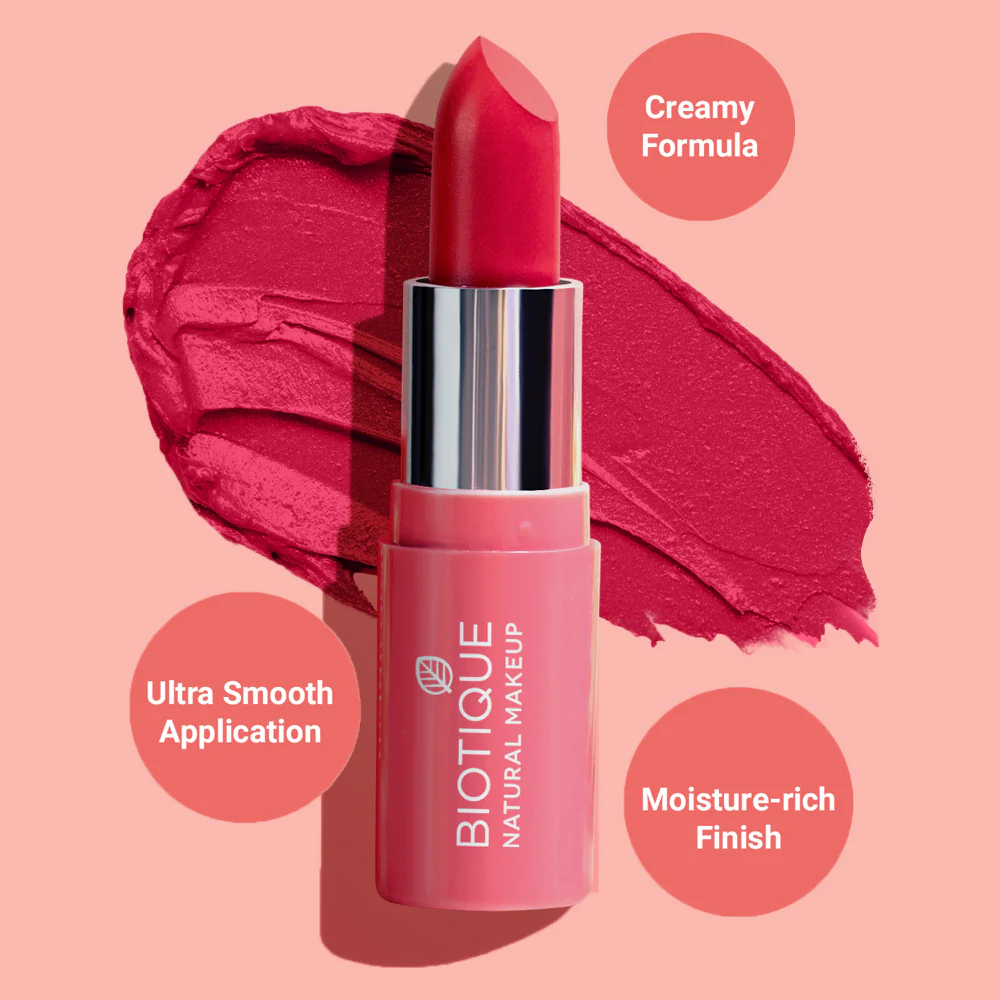 Creamy
Formula
Ultra Smooth
Application
BIOTIQUE
NATURAL MAKEUP
Moisture-rich
Finish